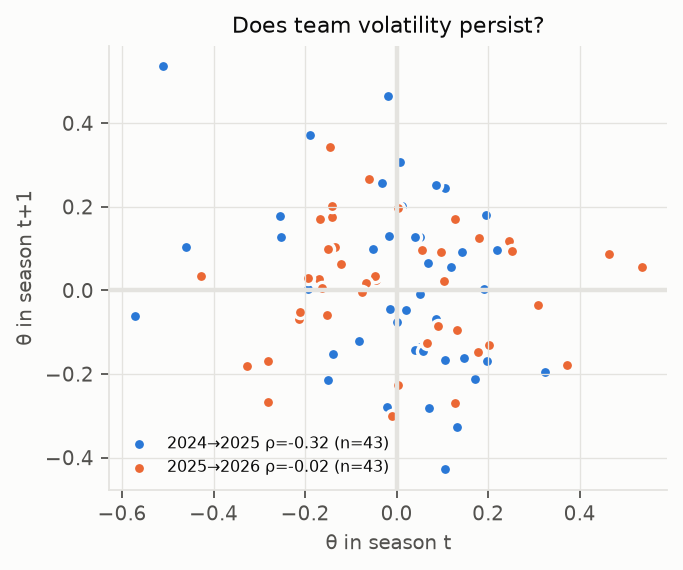 Does team volatility persist?
θ in season t+1
0.4
0.2
0.0
−0.2
−0.4
2024→2025 ρ=-0.32 (n=43)
2025→2026 ρ=-0.02 (n=43)
−0.6 −0.4 −0.2 0.0 0.2 0.4
θ in season t